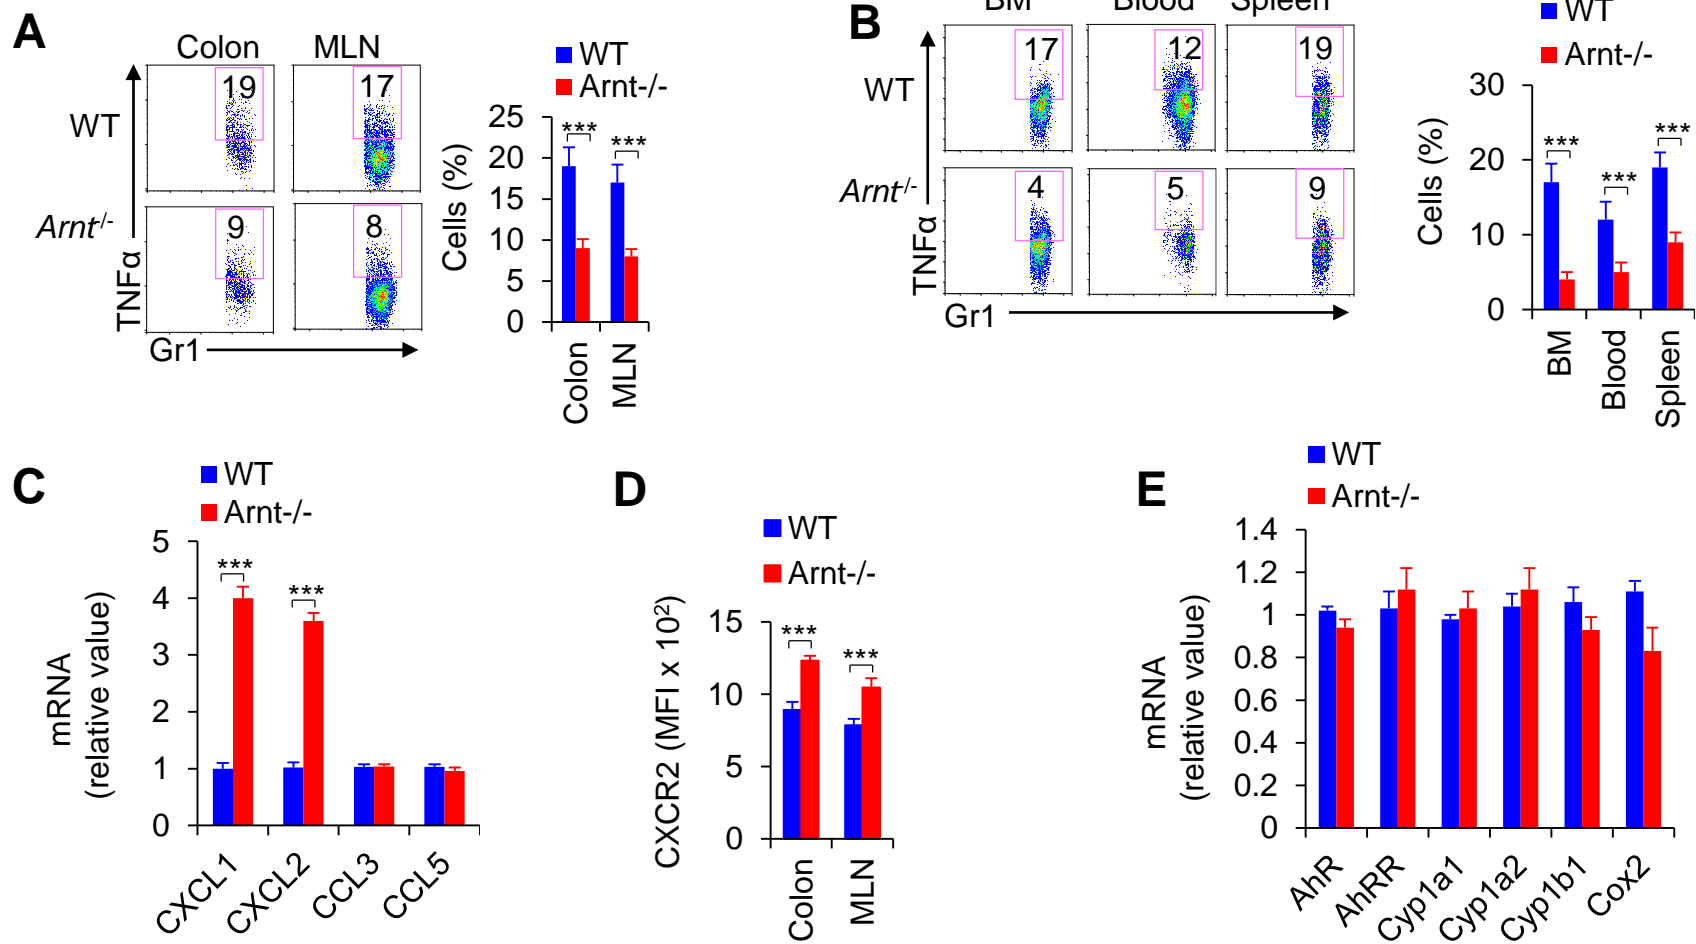 A
Colon MLN
WT
19
17
Arnt-/-
9
8
TNFα
Gr1
WT
Arnt-/-
Cells (%)
25
20
15
10
5
0
***
***
Colon
MLN
B
BM Blood Spleen
WT
17
12
19
Arnt-/-
4
5
9
TNFα
Gr1
WT
Arnt-/-
Cells (%)
30
20
10
0
***
***
***
BM
Blood
Spleen
C
WT
Arnt-/-
mRNA
(relative value)
5
4
3
2
1
0
***
***
CXCL1
CXCL2
CCL3
CCL5
D
WT
Arnt-/-
CXCR2 (MFI x 10²)
15
10
5
0
***
***
Colon
MLN
E
WT
Arnt-/-
mRNA
(relative value)
1.4
1.2
1
0.8
0.6
0.4
0.2
0
AhR
AhRR
Cyp1a1
Cyp1a2
Cyp1b1
Cox2